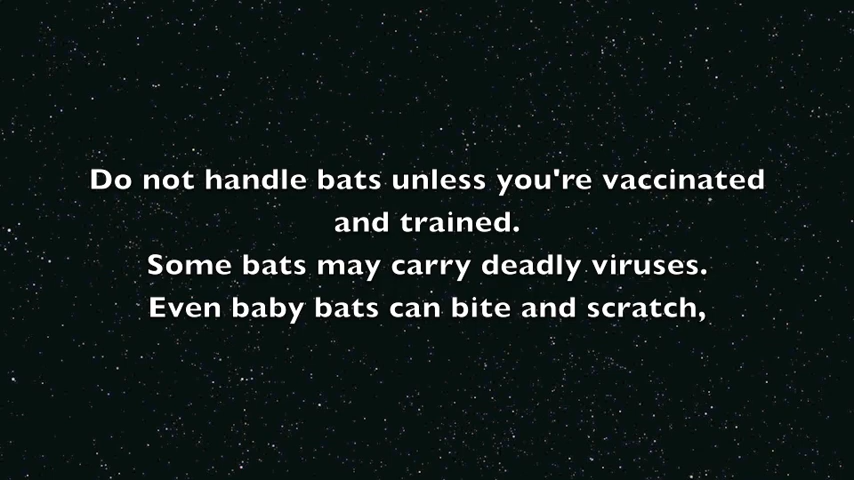 Do not handle bats unless you're vaccinated
and trained.
Some bats may carry deadly viruses.
Even baby bats can bite and scratch,